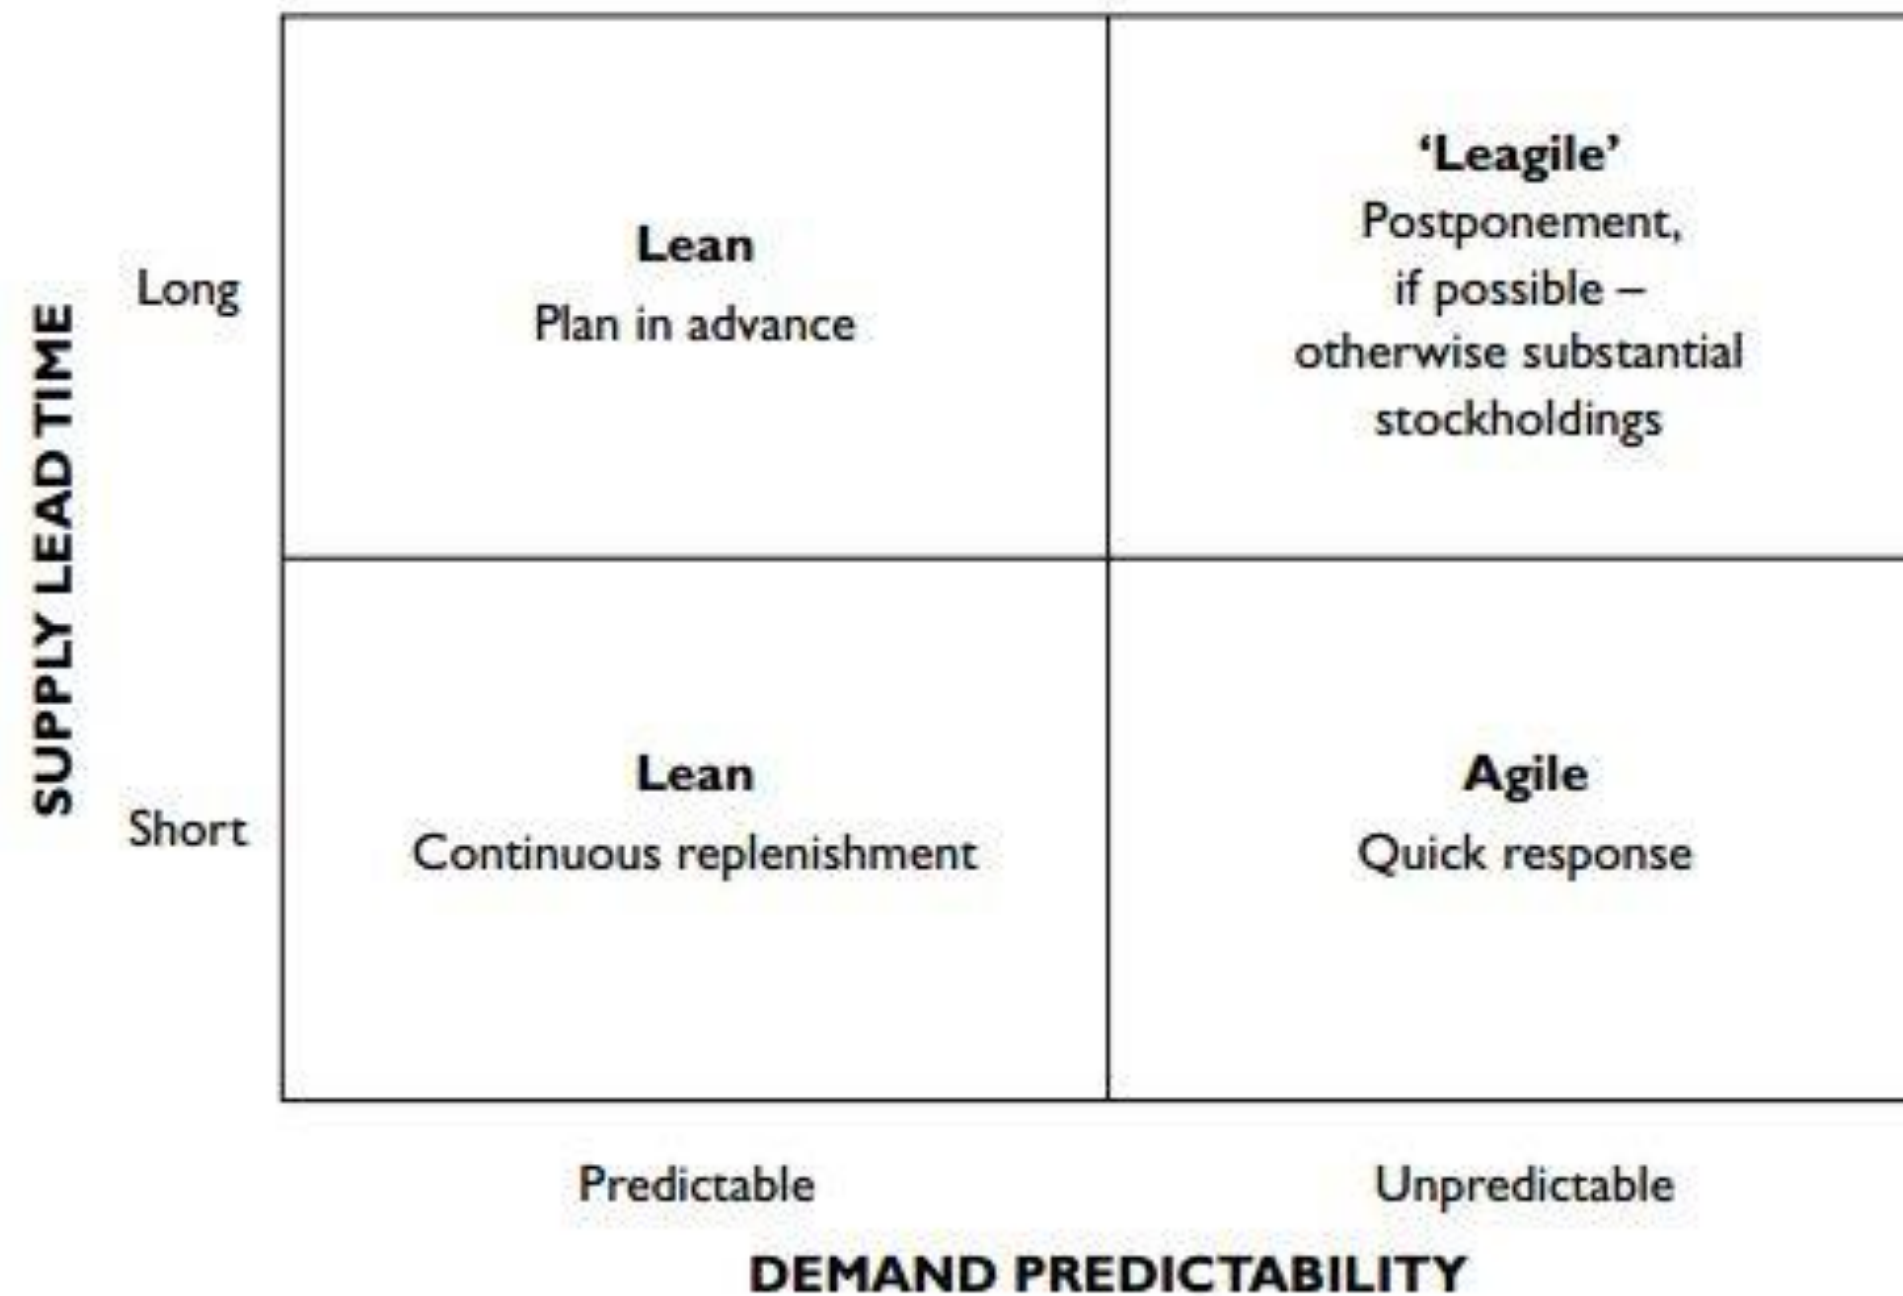 SUPPLY LEAD TIME
Long
Lean
Plan in advance
‘Leagile’
Postponement,
if possible –
otherwise substantial
stockholdings
Short
Lean
Continuous replenishment
Agile
Quick response
Predictable
Unpredictable
DEMAND PREDICTABILITY